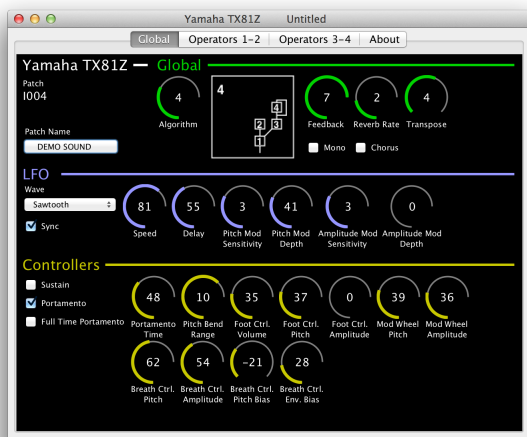 Yamaha TX81Z Untitled
Global Operators 1-2 Operators 3-4 About
Yamaha TX81Z — Global
Patch
I004
Patch Name
DEMO SOUND
4
Algorithm
4
4
2 3
1
7 2 4
Feedback Reverb Rate Transpose
Mono Chorus
LFO
Wave
Sawtooth
Sync
81 55 3 41 3 0
Speed Delay Pitch Mod Pitch Mod Amplitude Mod Amplitude Mod
Sensitivity Depth Sensitivity Depth
Controllers
Sustain
Portamento
Full Time Portamento
48 10 35 37 0 39 36
Portamento Pitch Bend Foot Ctrl. Foot Ctrl. Foot Ctrl. Mod Wheel Mod Wheel
Time Range Volume Pitch Amplitude Pitch Amplitude
62 54 -21 28
Breath Ctrl. Breath Ctrl. Breath Ctrl. Breath Ctrl.
Pitch Amplitude Pitch Bias Env. Bias